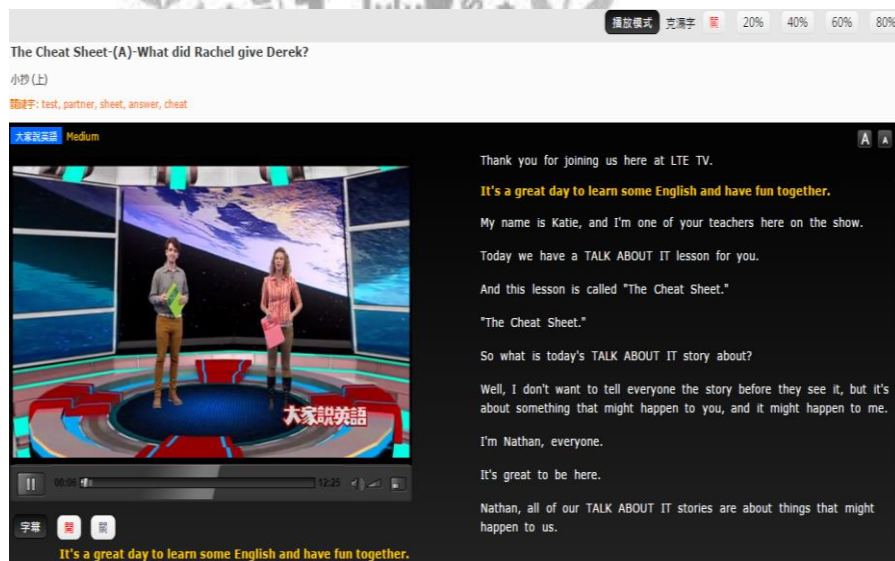 播放模式 克漏字 關 20% 40% 60% 80%
The Cheat Sheet-(A)-What did Rachel give Derek?
小抄(上)
關鍵字: test, partner, sheet, answer, cheat
大家說英語 Medium
A A
Thank you for joining us here at LTE TV.
It's a great day to learn some English and have fun together.
My name is Katie, and I'm one of your teachers here on the show.
Today we have a TALK ABOUT IT lesson for you.
And this lesson is called "The Cheat Sheet."
"The Cheat Sheet."
So what is today's TALK ABOUT IT story about?
Well, I don't want to tell everyone the story before they see it, but it's
about something that might happen to you, and it might happen to me.
I'm Nathan, everyone.
It's great to be here.
Nathan, all of our TALK ABOUT IT stories are about things that might
happen to us.
大家說英語
00:06 12:25
字幕 開 關
It's a great day to learn some English and have fun together.